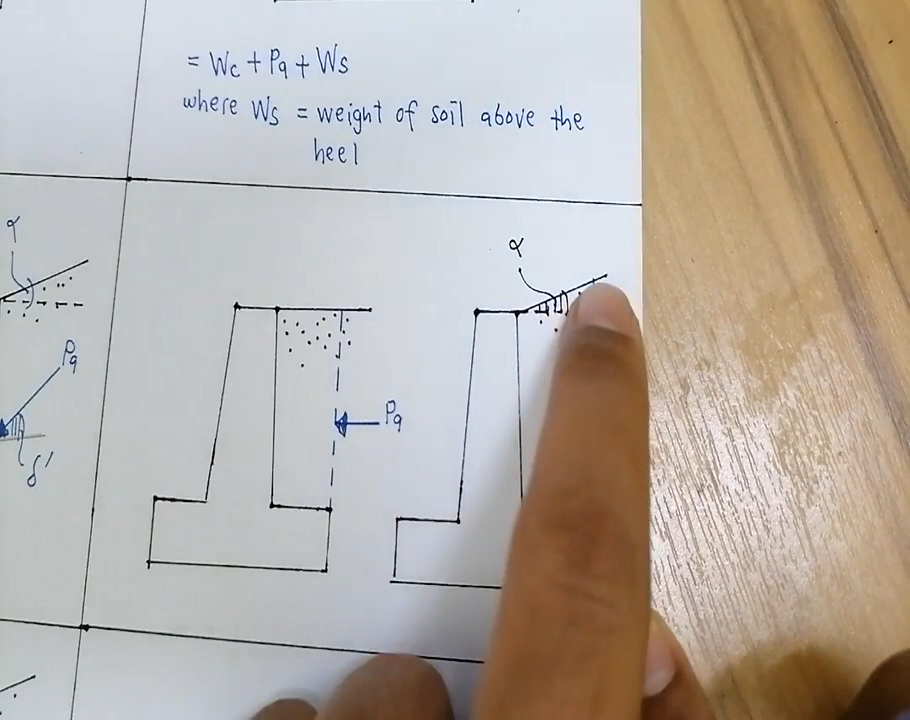 = Wc + Pa + Ws
where Ws = weight of soil above the
heel
α
α
Pa
Pa
δ'